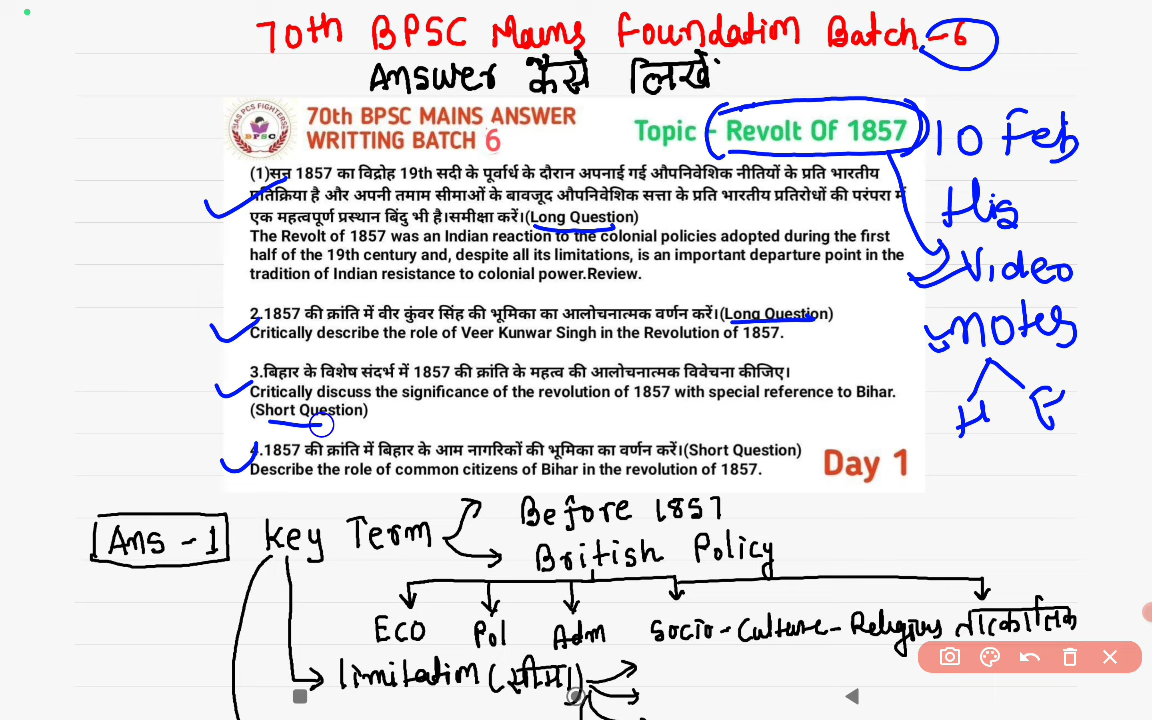 70th BPSC Mains Foundation Batch-6
Answer कैसे लिखें
70TH BPSC MAINS ANSWER
WRITTING BATCH 6
Topic - Revolt Of 1857
10 Feb
His
Video
Notes
H E
(1)सन 1857 का विद्रोह 19th सदी के पूर्वार्ध के दौरान अपनाई गई औपनिवेशिक नीतियों के प्रति भारतीय
प्रतिक्रिया है और अपनी तमाम सीमाओं के बावजूद औपनिवेशिक सत्ता के प्रति भारतीय प्रतिरोधों की परंपरा में
एक महत्वपूर्ण प्रस्थान बिंदु भी है।समीक्षा करें।(Long Question)
The Revolt of 1857 was an Indian reaction to the colonial policies adopted during the first
half of the 19th century and, despite all its limitations, is an important departure point in the
tradition of Indian resistance to colonial power.Review.
2.1857 की क्रांति में वीर कुंवर सिंह की भूमिका का आलोचनात्मक वर्णन करें।(Long Question)
Critically describe the role of Veer Kunwar Singh in the Revolution of 1857.
3.बिहार के विशेष संदर्भ में 1857 की क्रांति के महत्व की आलोचनात्मक विवेचना कीजिए।
Critically discuss the significance of the revolution of 1857 with special reference to Bihar.
(Short Question)
4.1857 की क्रांति में बिहार के आम नागरिकों की भूमिका का वर्णन करें।(Short Question)
Describe the role of common citizens of Bihar in the revolution of 1857.
Day 1
Ans - 1 Key Term Before 1857
British Policy
ECO Pol Adm Socio-Culture-Religius तात्कालिक
limitation (सीमा)